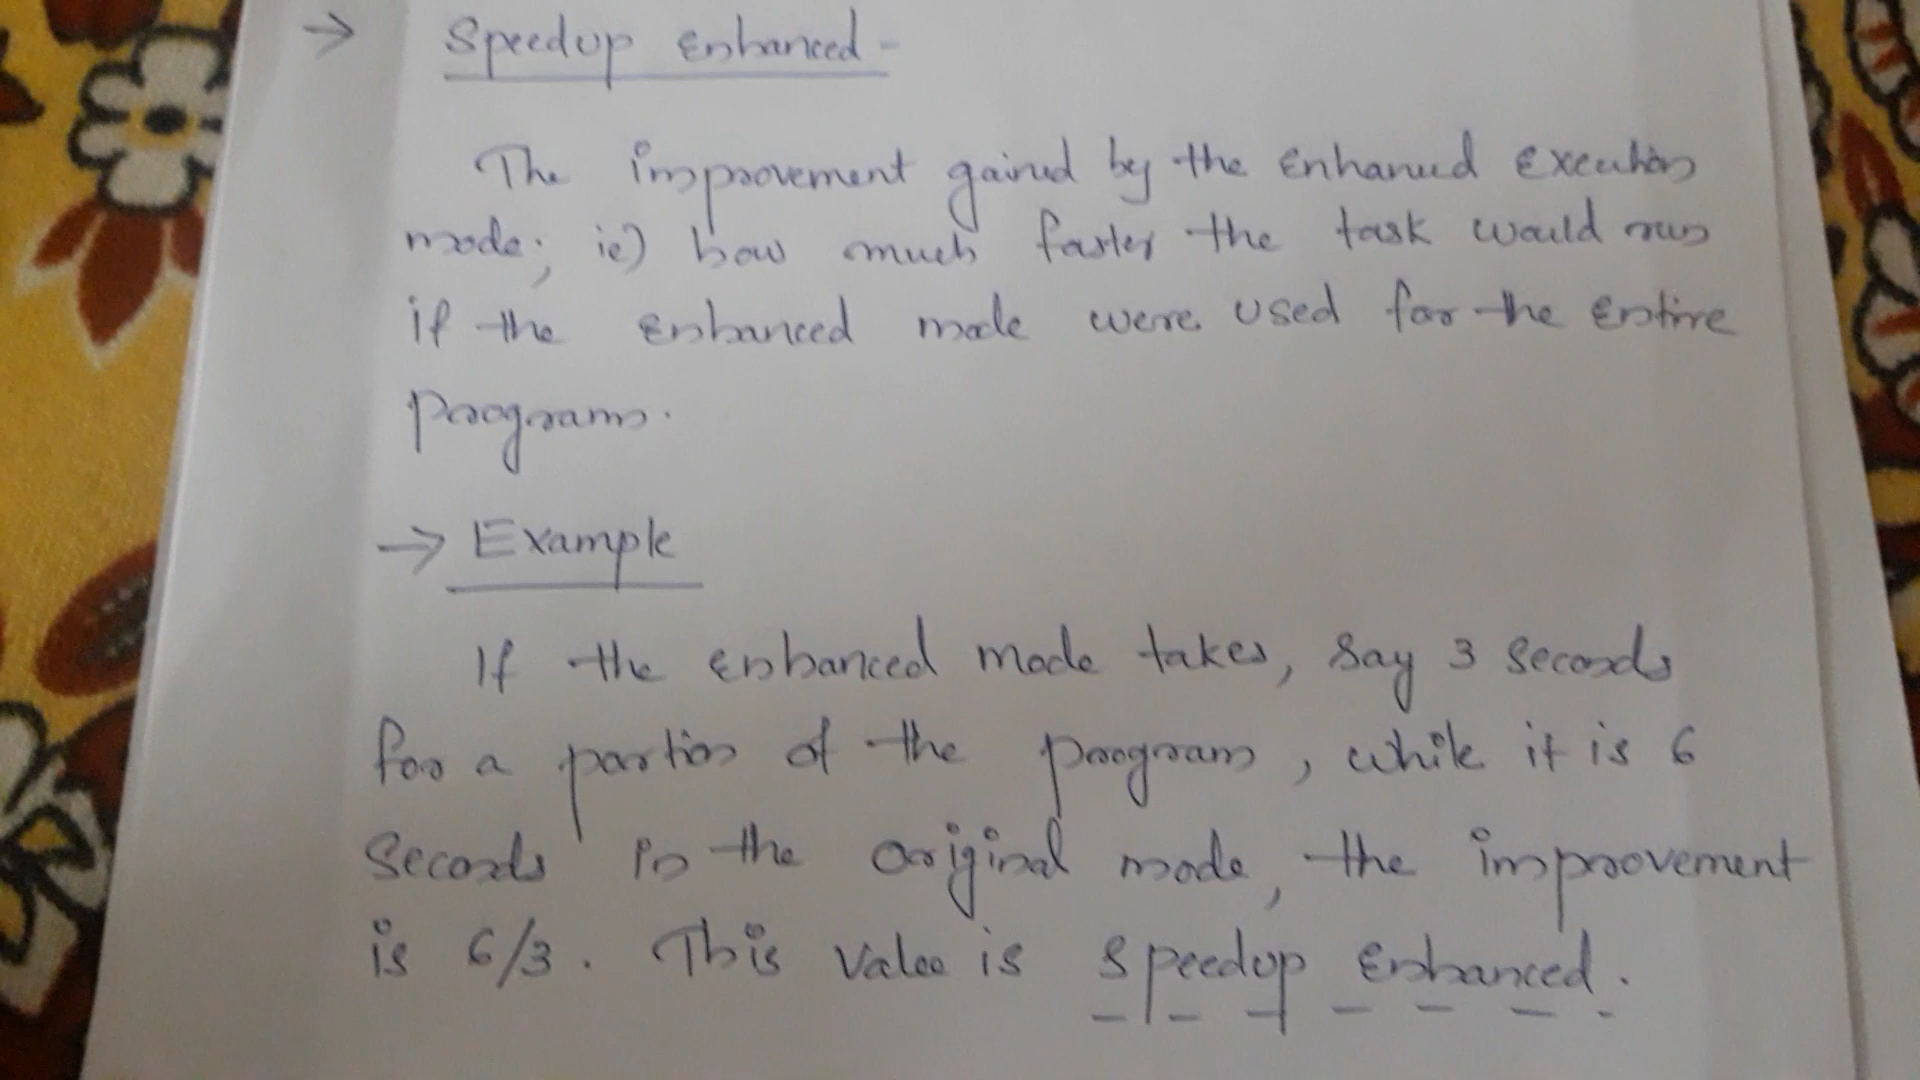 → Speedup Enhanced -
The improvement gained by the Enhanced Execution
mode; ie) how much faster the task would run
if the Enhanced mode were used for the Entire
program.
→ Example
If the Enhanced mode takes, say 3 seconds
for a portion of the program, while it is 6
Seconds in the original mode, the improvement
is 6/3. This value is Speedup Enhanced.